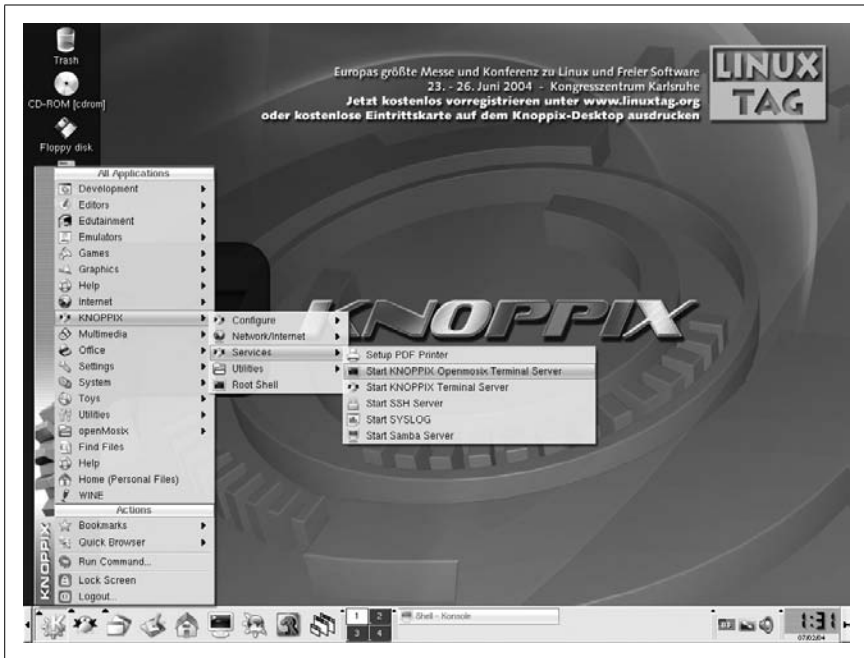 Trash
CD-ROM [cdrom]
Floppy disk
Europas größte Messe und Konferenz zu Linux und Freier Software
23. - 26. Juni 2004 - Kongresszentrum Karlsruhe
Jetzt kostenlos vorregistrieren unter www.linuxtag.org
oder kostenlose Eintrittskarte auf dem Knoppix-Desktop ausdrucken
LINUX
TAG
KNOPPIX
All Applications
Development
Editors
Edutainment
Emulators
Games
Graphics
Help
Internet
KNOPPIX
Multimedia
Office
Settings
System
Toys
Utilities
openMosix
Find Files
Help
Home (Personal Files)
WINE
Actions
Bookmarks
Quick Browser
Run Command...
Lock Screen
Logout...
KNOPPIX
Configure
Network/Internet
Services
Utilities
Root Shell
Setup PDF Printer
Start KNOPPIX Openmosix Terminal Server
Start KNOPPIX Terminal Server
Start SSH Server
Start SYSLOG
Start Samba Server
1 2
3 4
Shell - Konsole
1:31
07/02/04